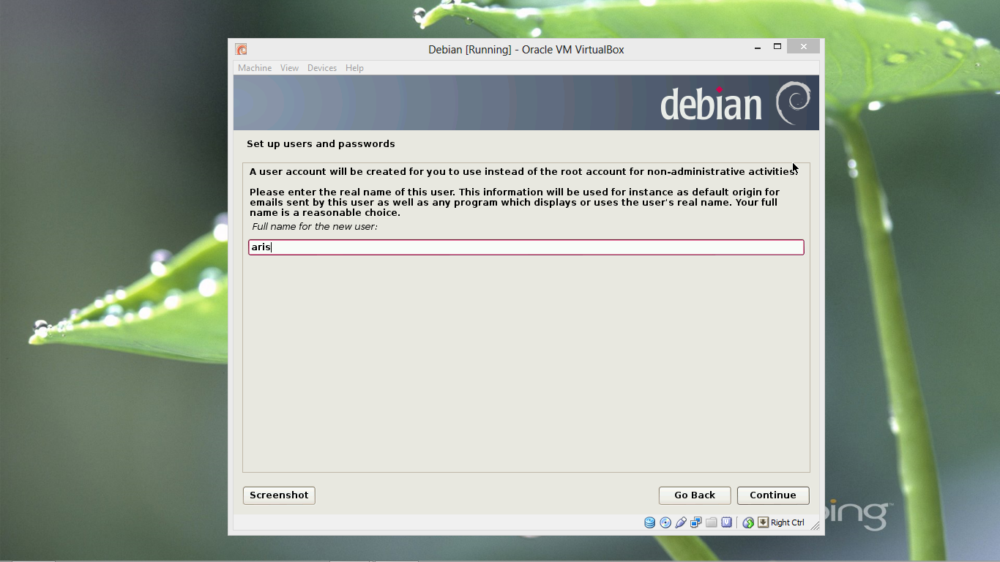 Debian [Running] - Oracle VM VirtualBox
Machine View Devices Help
debian
Set up users and passwords
A user account will be created for you to use instead of the root account for non-administrative activities.
Please enter the real name of this user. This information will be used for instance as default origin for
emails sent by this user as well as any program which displays or uses the user's real name. Your full
name is a reasonable choice.
Full name for the new user:
aris
Screenshot Go Back Continue
Right Ctrl